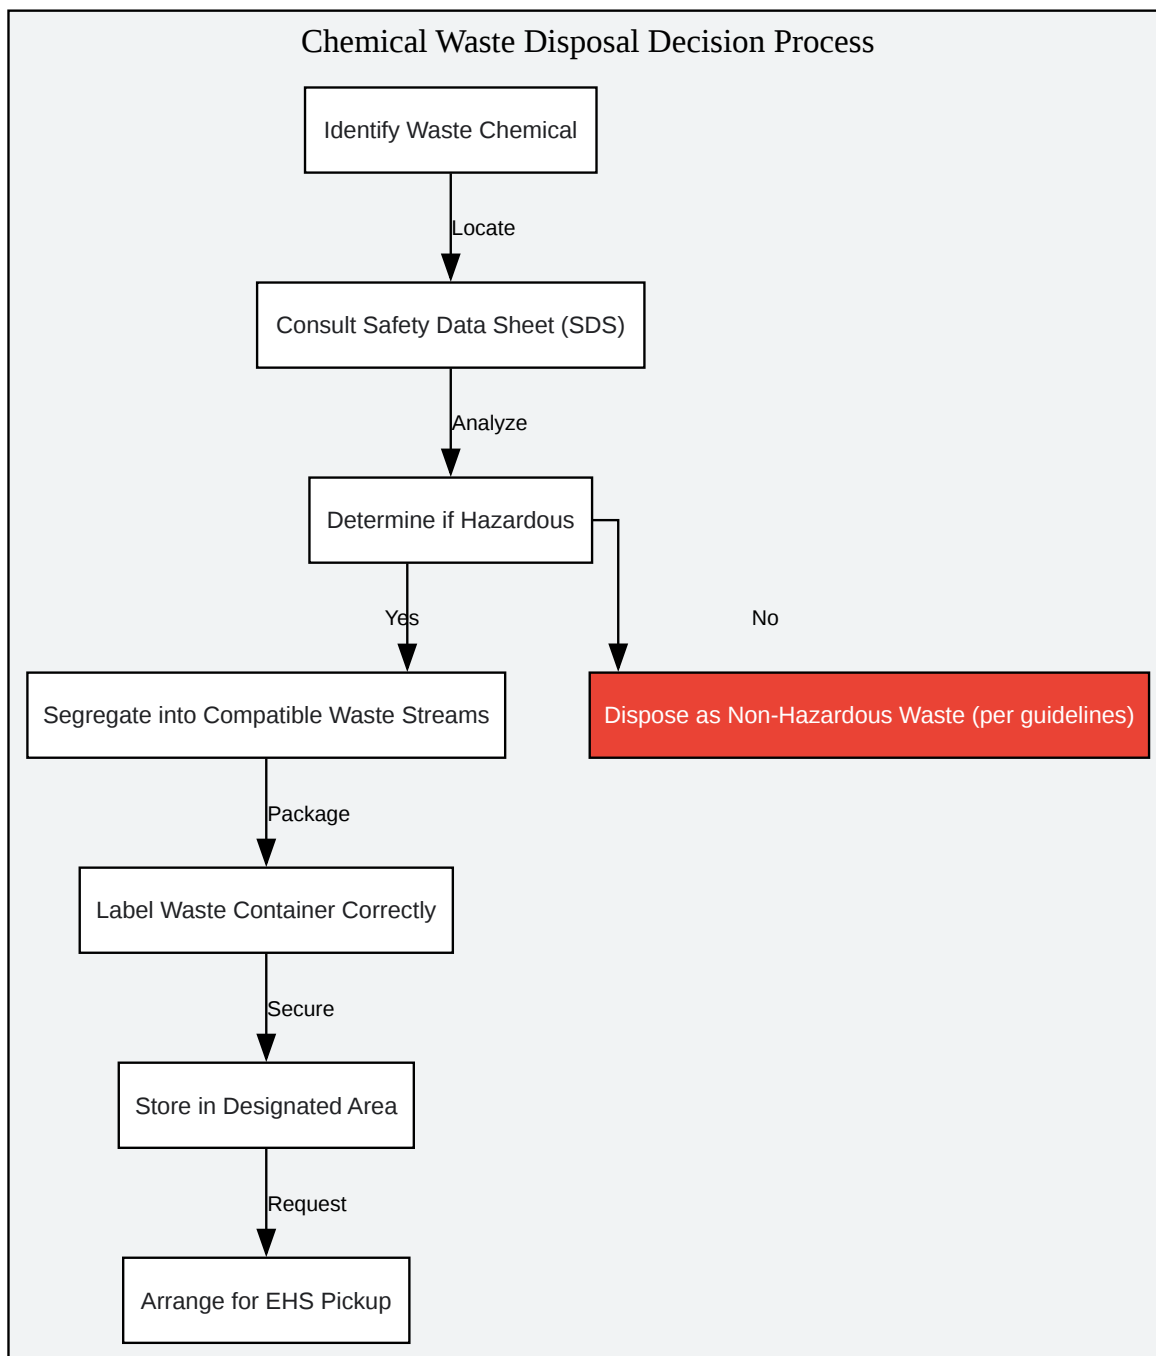 Chemical Waste Disposal Decision Process
Identify Waste Chemical
Locate
Consult Safety Data Sheet (SDS)
Analyze
Determine if Hazardous
Yes
No
Segregate into Compatible Waste Streams
Dispose as Non-Hazardous Waste (per guidelines)
Package
Label Waste Container Correctly
Secure
Store in Designated Area
Request
Arrange for EHS Pickup